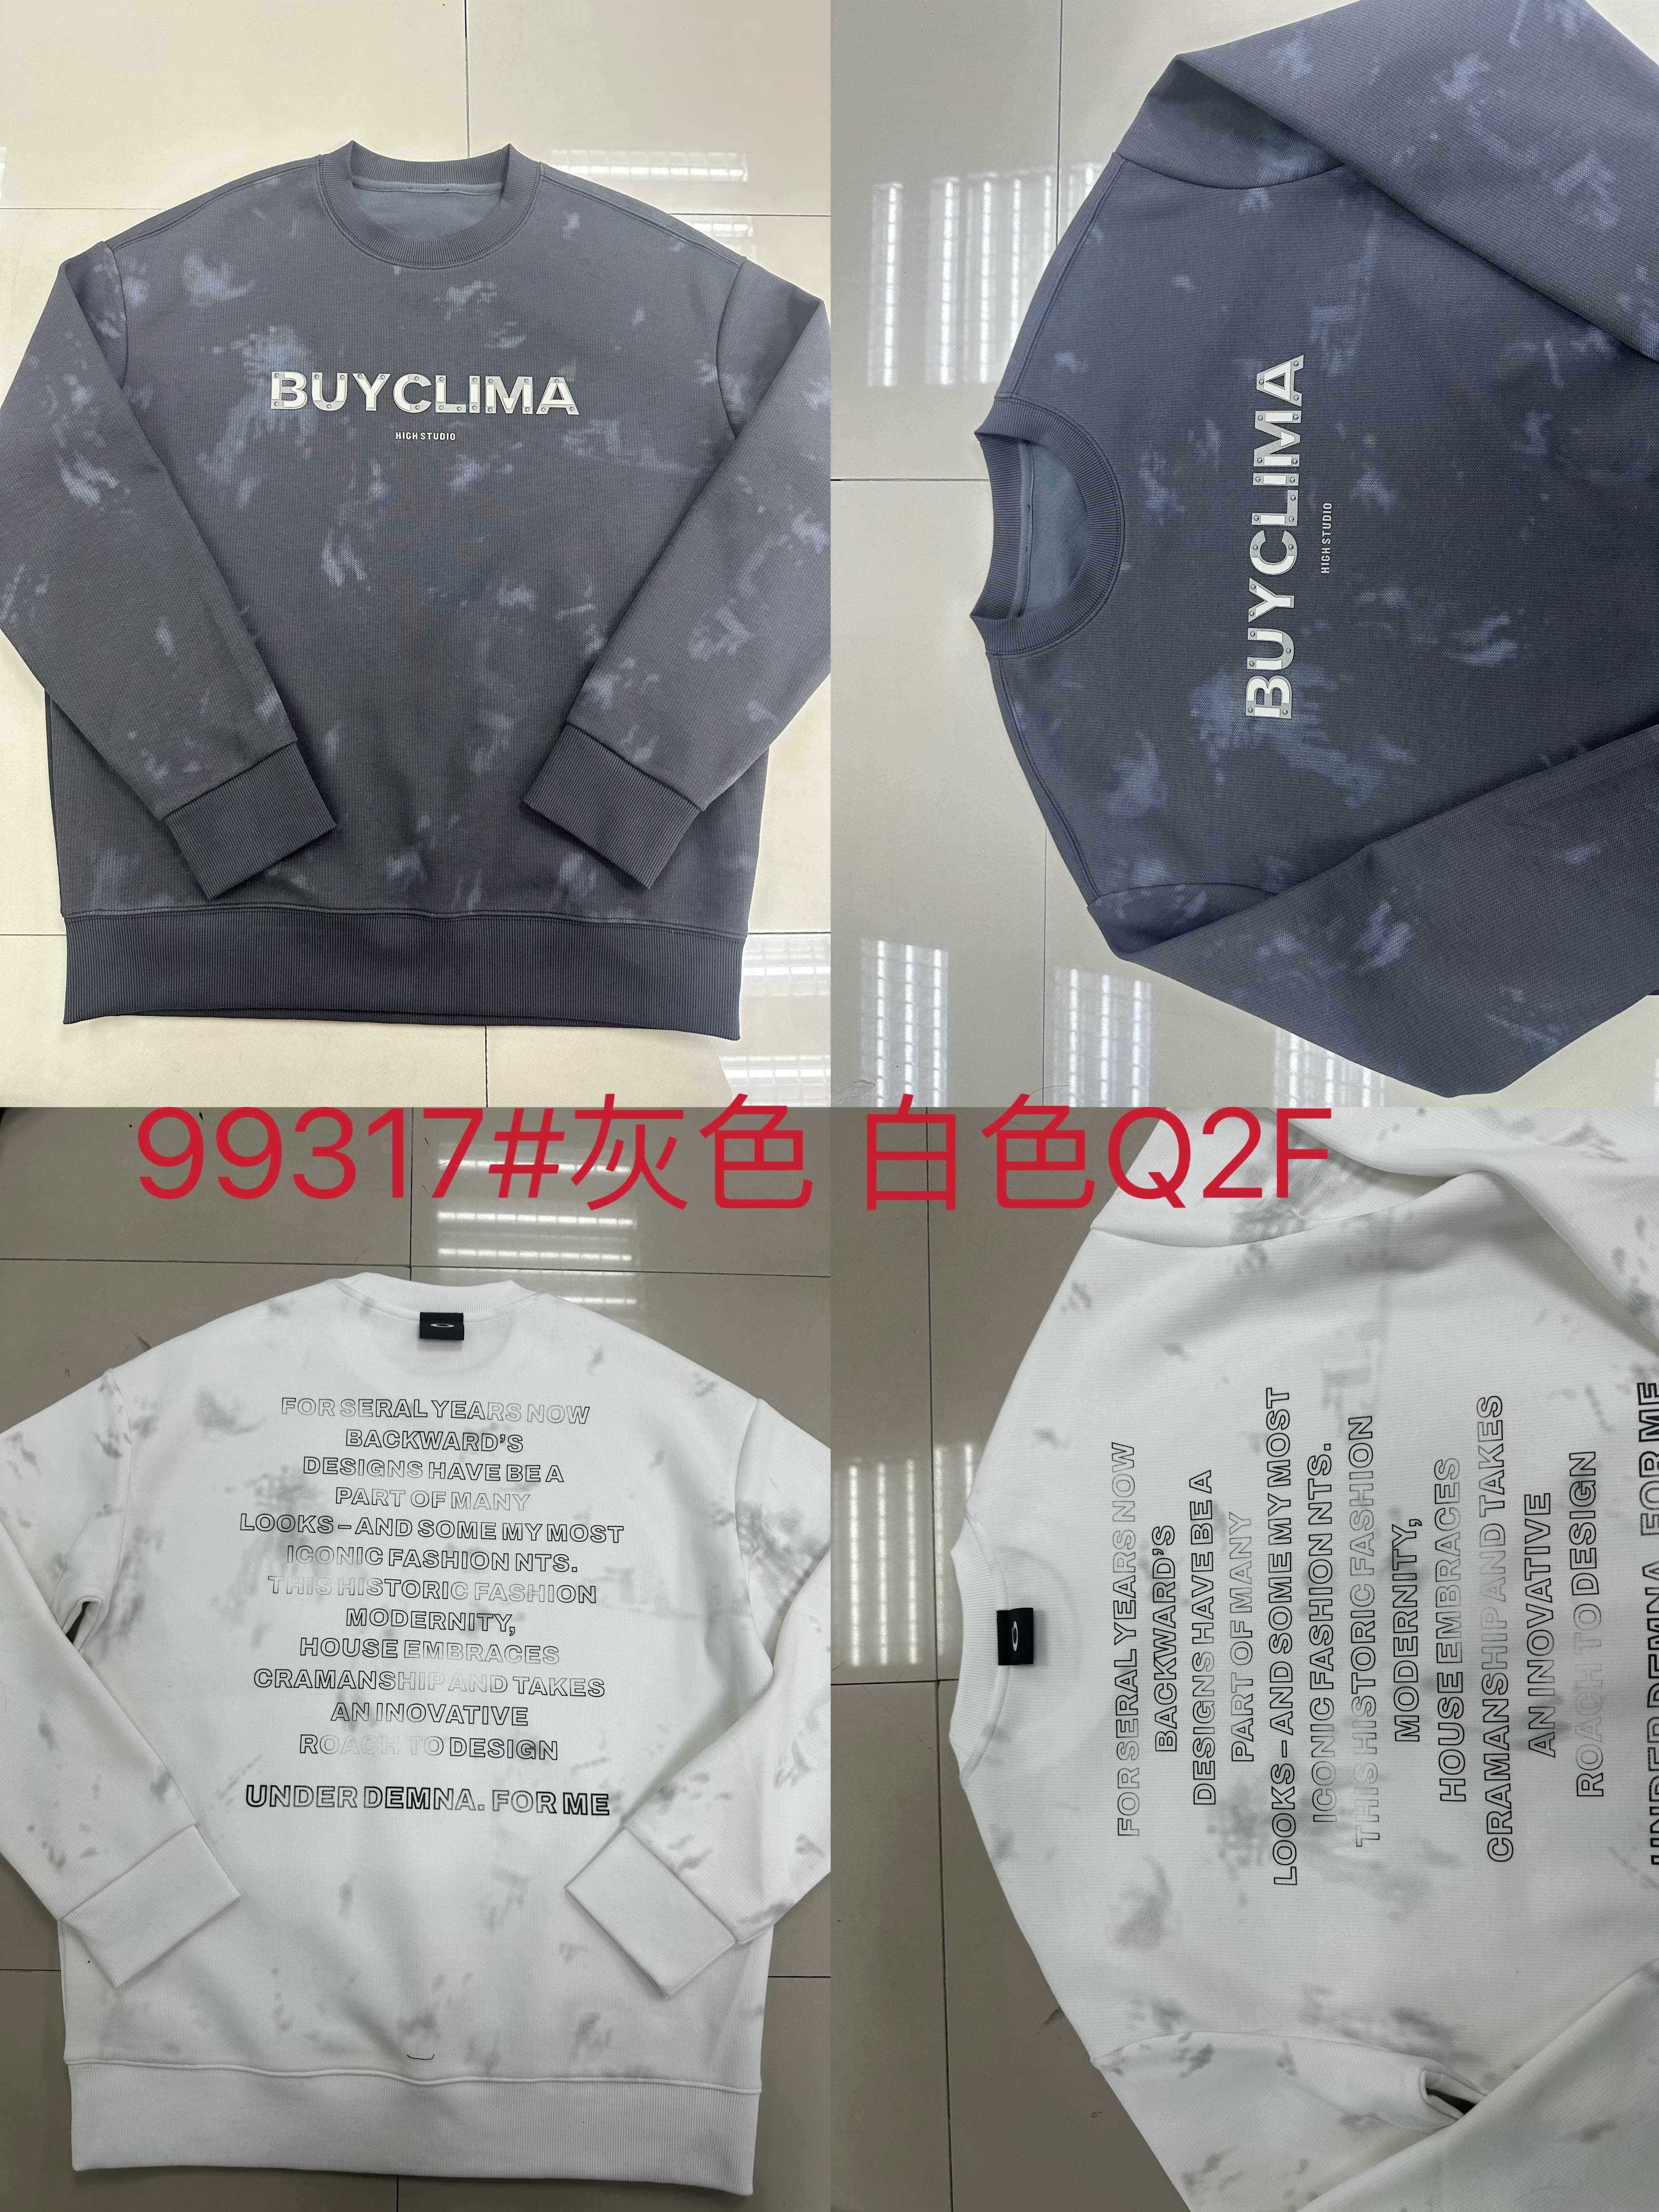 BUYCLIMA
HIGH STUDIO
BUYCLIMA
HIGH STUDIO
99317#灰色 白色Q2F
FOR SERAL YEARS NOW
BACKWARD'S
DESIGNS HAVE BE A
PART OF MANY
LOOKS–AND SOME MY MOST
ICONIC FASHION NTS.
THIS HISTORIC FASHION
MODERNITY,
HOUSE EMBRACES
CRAMANSHIP AND TAKES
AN INOVATIVE
ROACH TO DESIGN
UNDER DEMNA. FOR ME
FOR SERAL YEARS NOW
BACKWARD'S
DESIGNS HAVE BE A
PART OF MANY
LOOKS–AND SOME MY MOST
ICONIC FASHION NTS.
THIS HISTORIC FASHION
MODERNITY,
HOUSE EMBRACES
CRAMANSHIP AND TAKES
AN INOVATIVE
ROACH TO DESIGN
UNDER DEMNA. FOR ME